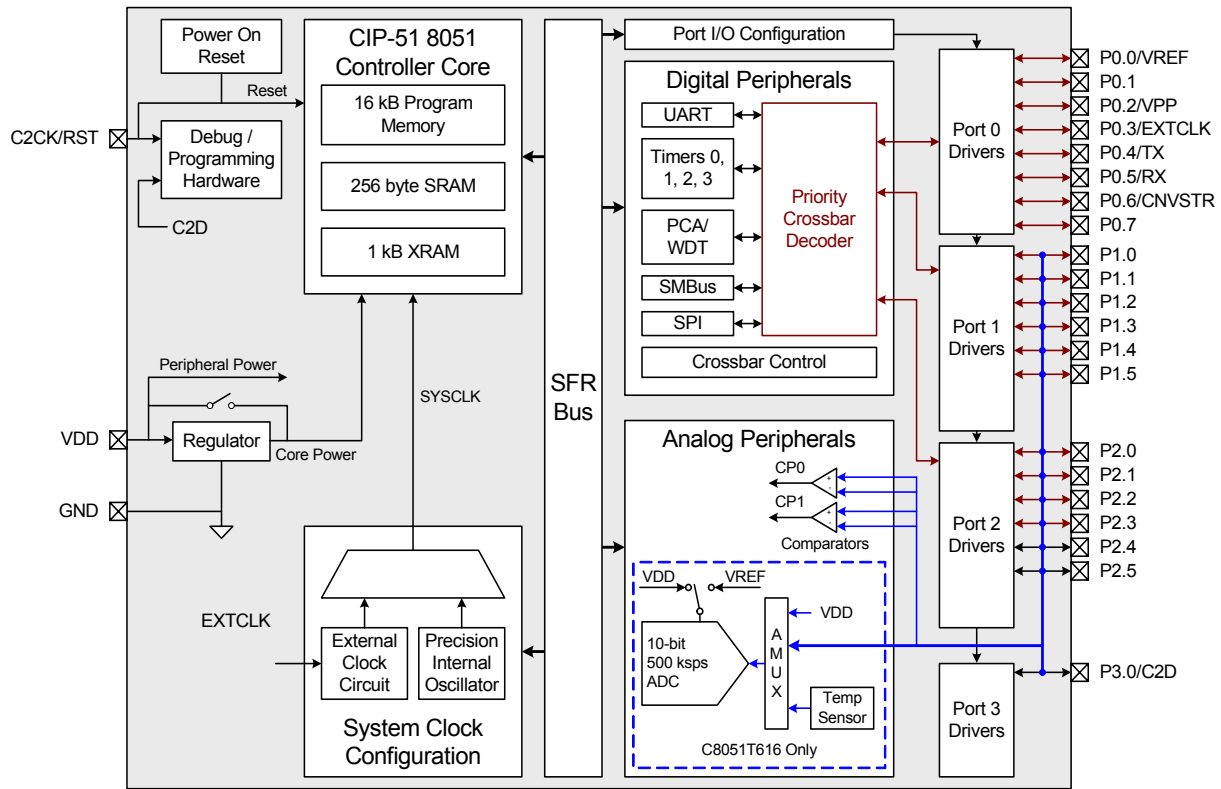 Power On
Reset
Reset
C2CK/RST
Debug /
Programming
Hardware
C2D
CIP-51 8051
Controller Core
16 kB Program
Memory
256 byte SRAM
1 kB XRAM
Peripheral Power
VDD
Regulator
Core Power
GND
SYSCLK
EXTCLK
External
Clock
Circuit
Precision
Internal
Oscillator
System Clock
Configuration
SFR
Bus
Port I/O Configuration
Digital Peripherals
UART
Timers 0,
1, 2, 3
PCA/
WDT
SMBus
SPI
Priority
Crossbar
Decoder
Crossbar Control
Analog Peripherals
CP0
+
-
CP1
+
-
Comparators
VDD
VREF
10-bit
500 ksps
ADC
A
M
U
X
VDD
Temp
Sensor
C8051T616 Only
Port 0
Drivers
Port 1
Drivers
Port 2
Drivers
Port 3
Drivers
P0.0/VREF
P0.1
P0.2/VPP
P0.3/EXTCLK
P0.4/TX
P0.5/RX
P0.6/CNVSTR
P0.7
P1.0
P1.1
P1.2
P1.3
P1.4
P1.5
P2.0
P2.1
P2.2
P2.3
P2.4
P2.5
P3.0/C2D